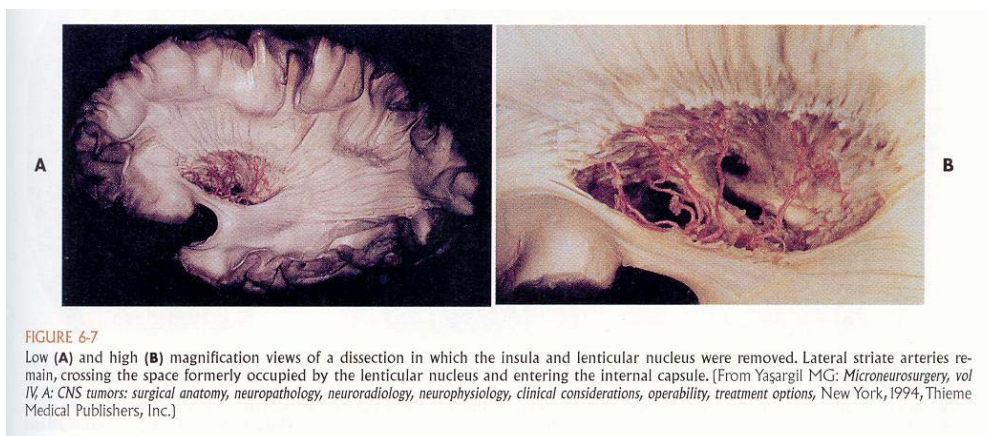 A
B
FIGURE 6-7
Low (A) and high (B) magnification views of a dissection in which the insula and lenticular nucleus were removed. Lateral striate arteries re-
main, crossing the space formerly occupied by the lenticular nucleus and entering the internal capsule. (From Yaşargil MG: Microneurosurgery, vol
IV, A: CNS tumors: surgical anatomy, neuropathology, neuroradiology, neurophysiology, clinical considerations, operability, treatment options, New York, 1994, Thieme
Medical Publishers, Inc.)